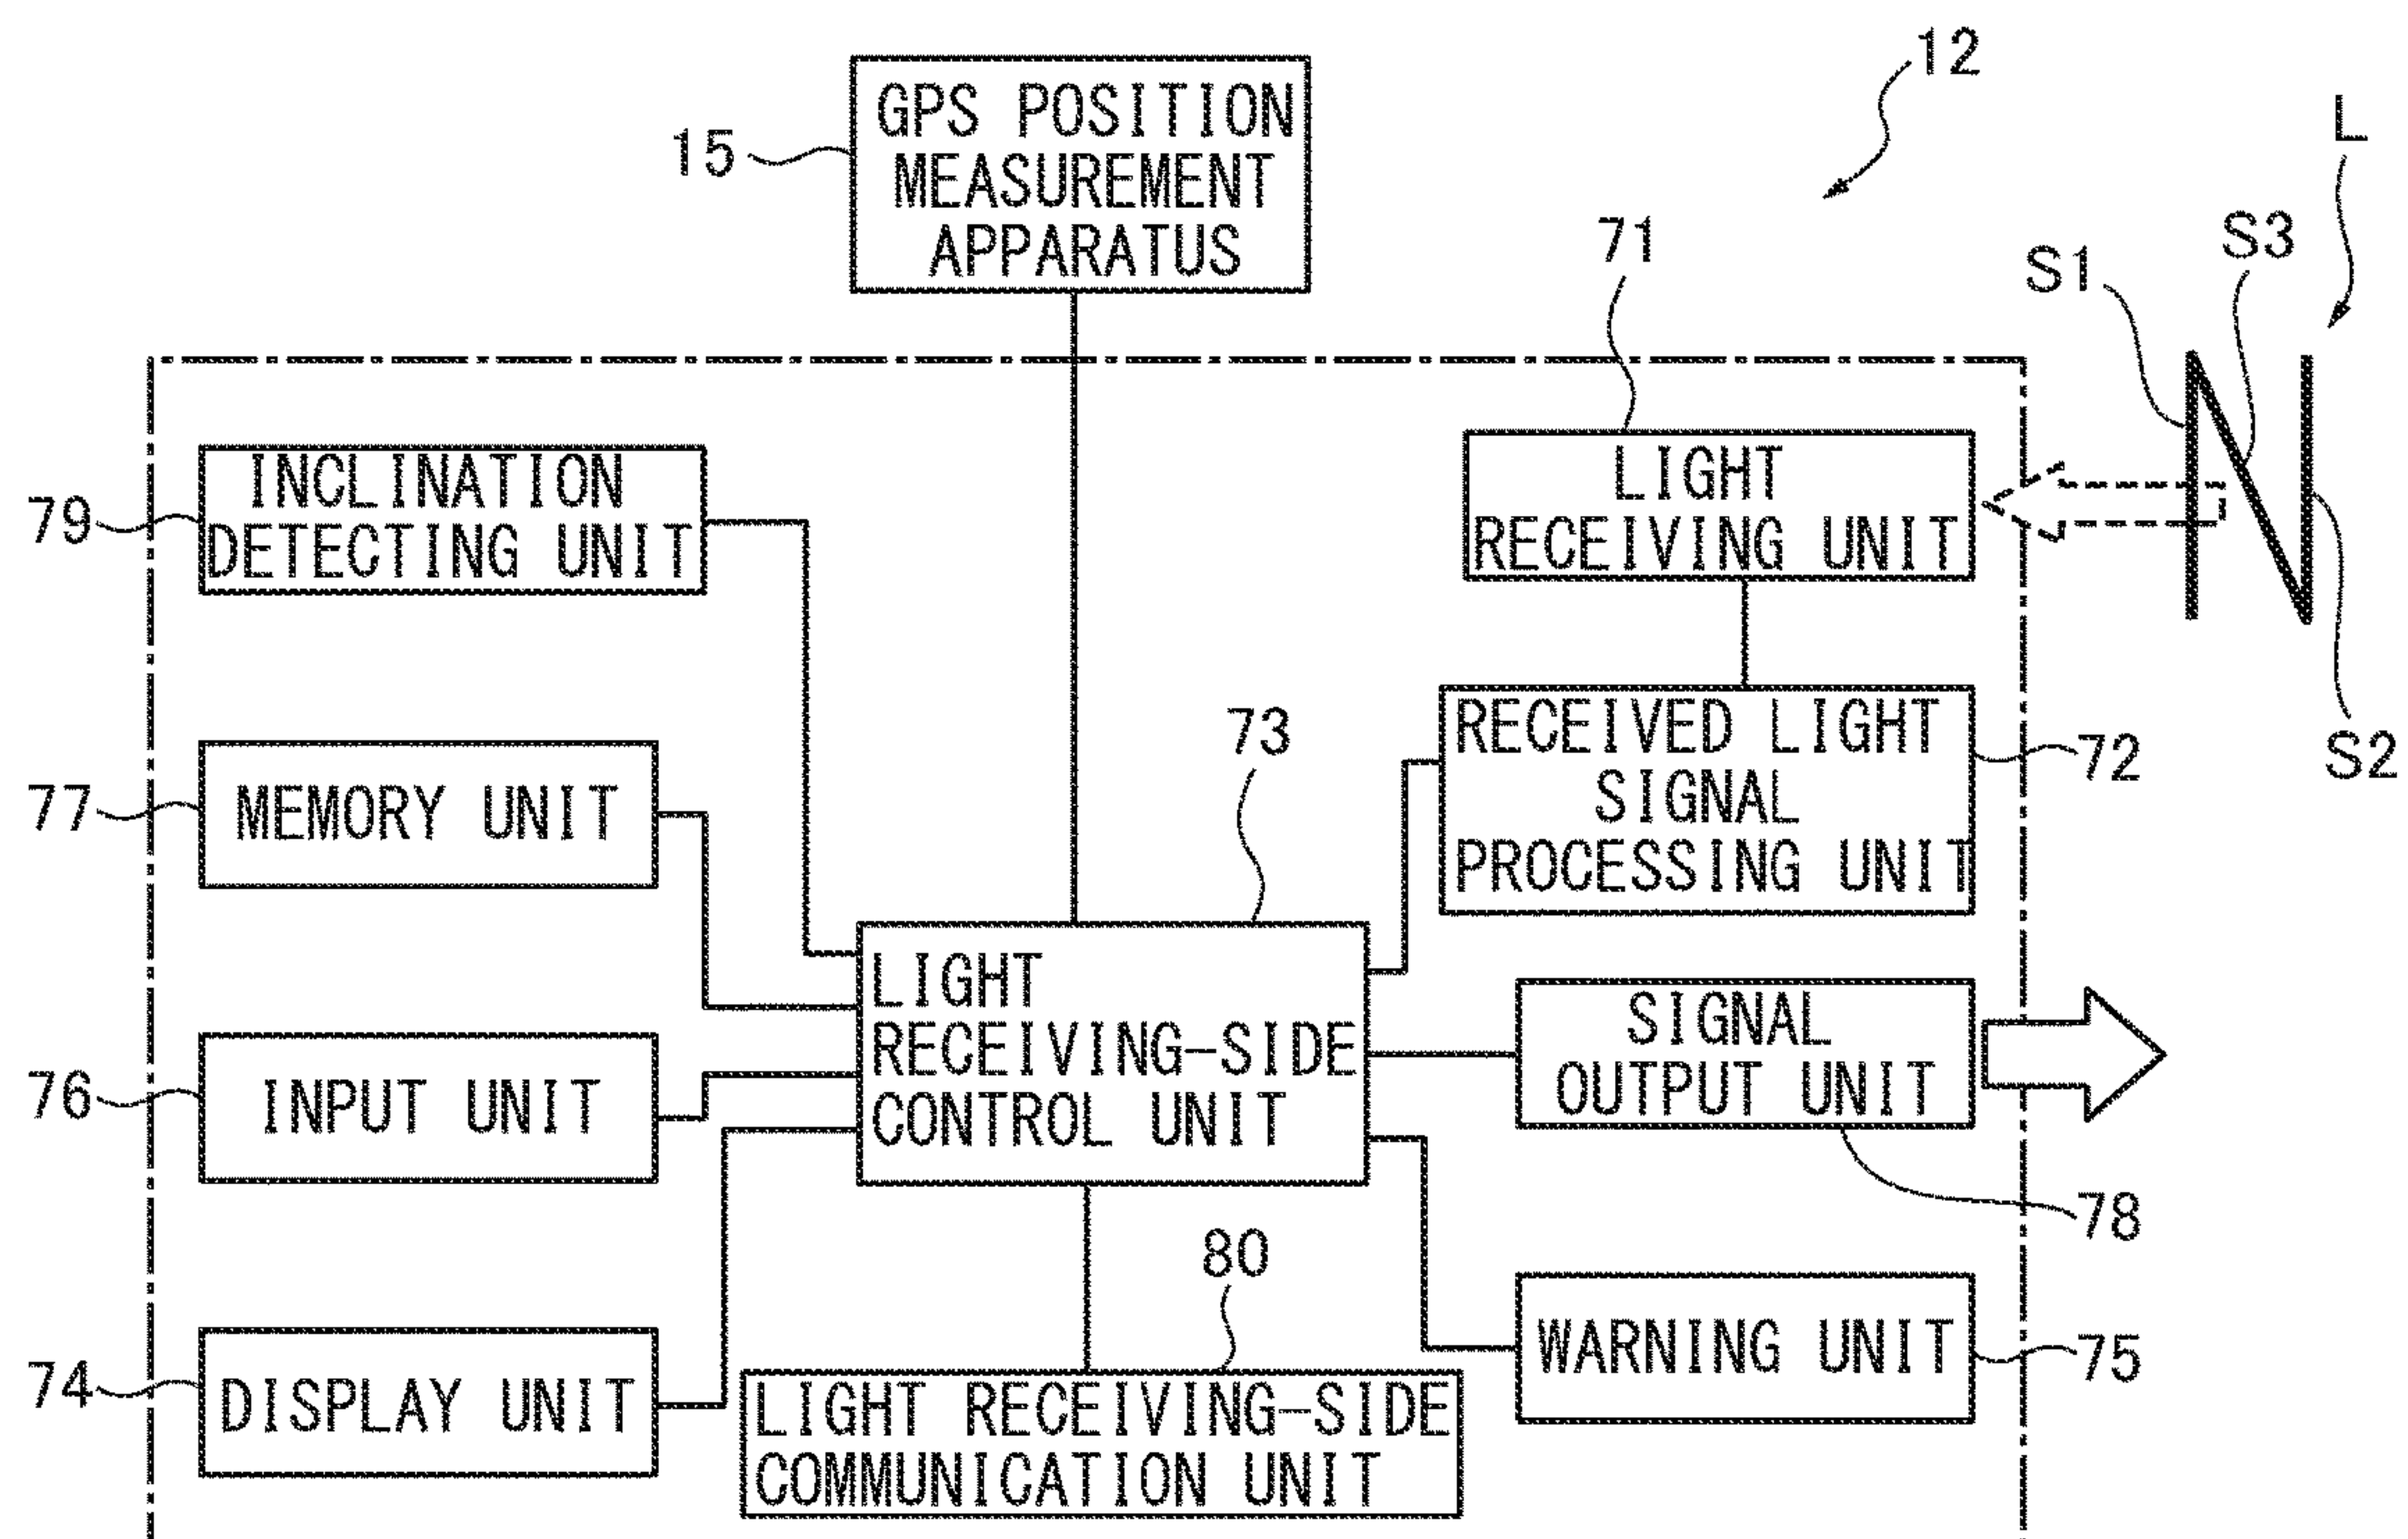 12
L
GPS POSITION
MEASUREMENT
APPARATUS
15
71
S1
S3
INCLINATION
DETECTING UNIT
79
LIGHT
RECEIVING UNIT
S2
MEMORY UNIT
77
73
RECEIVED LIGHT
SIGNAL
PROCESSING UNIT
72
INPUT UNIT
76
LIGHT
RECEIVING-SIDE
CONTROL UNIT
SIGNAL
OUTPUT UNIT
78
80
DISPLAY UNIT
74
LIGHT RECEIVING-SIDE
COMMUNICATION UNIT
WARNING UNIT
75